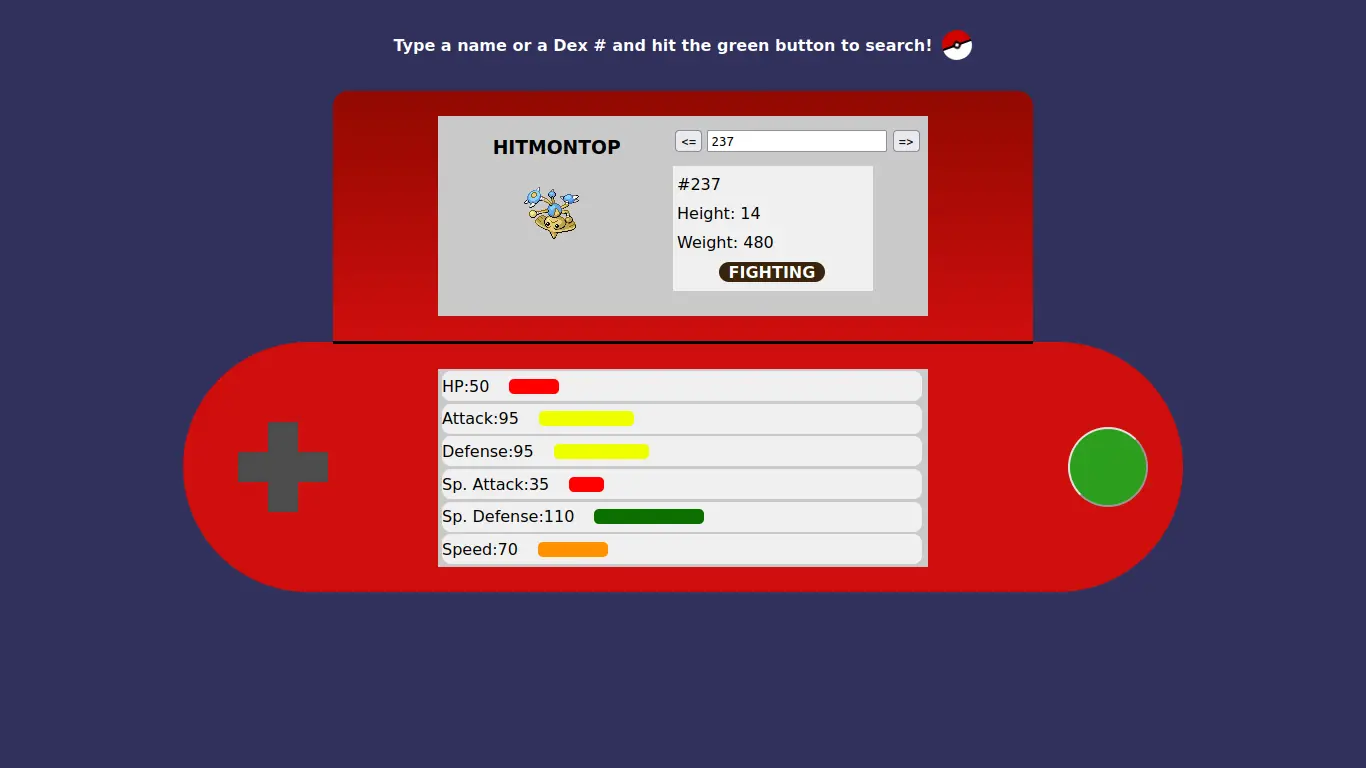 Type a name or a Dex # and hit the green button to search!
HITMONTOP
<= 237 =>
#237
Height: 14
Weight: 480
FIGHTING
HP:50
Attack:95
Defense:95
Sp. Attack:35
Sp. Defense:110
Speed:70